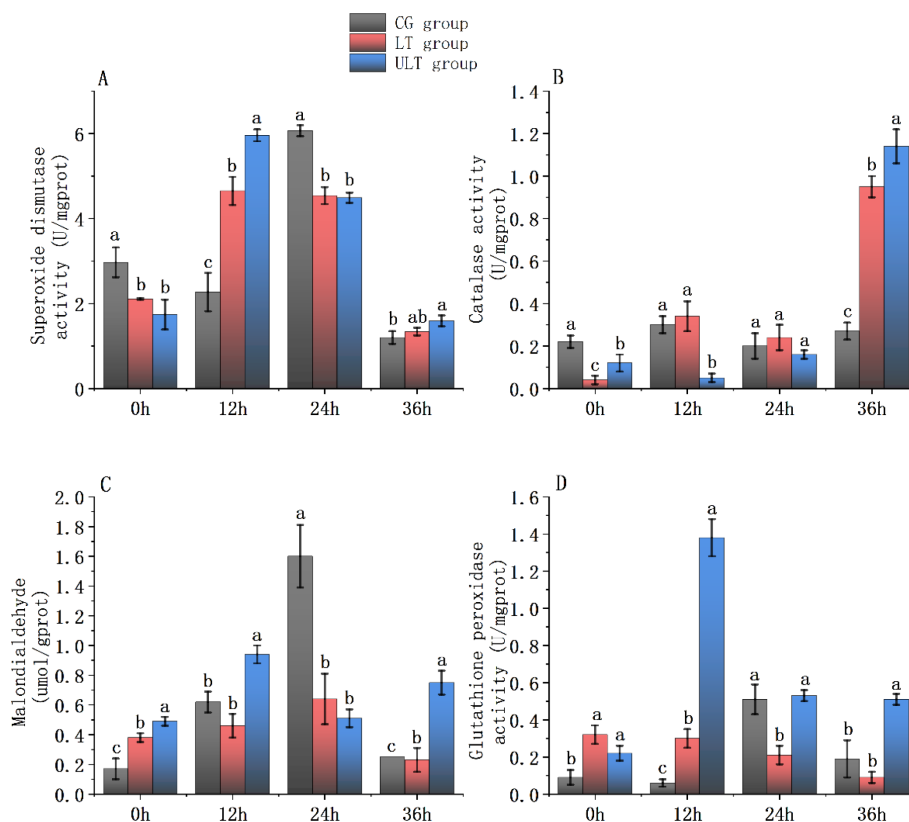 CG group
LT group
ULT group
A
Superoxide dismutase
activity (U/mgprot)
6
4
2
0
a
b
b
c
b
a
a
b
b
b
ab
a
0h
12h
24h
36h
B
Catalase activity
(U/mgprot)
1.4
1.2
1.0
0.8
0.6
0.4
0.2
0.0
a
c
b
a
a
b
a
a
a
c
b
a
0h
12h
24h
36h
C
Malondialdehyde
(umol/gprot)
2.0
1.8
1.6
1.4
1.2
1.0
0.8
0.6
0.4
0.2
0.0
c
b
a
b
b
a
a
b
b
c
b
a
0h
12h
24h
36h
D
Glutathione peroxidase
activity (U/mgprot)
1.6
1.4
1.2
1.0
0.8
0.6
0.4
0.2
0.0
b
a
a
c
b
a
a
b
a
b
b
a
0h
12h
24h
36h